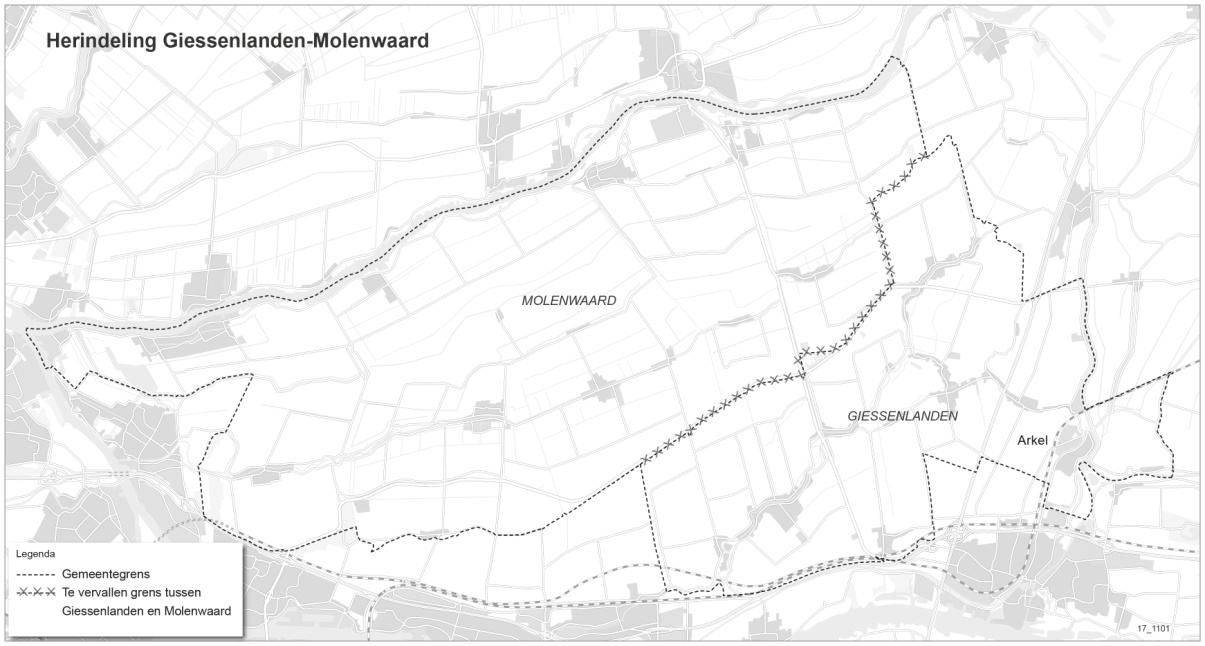 Herindeling Giessenlanden-Molenwaard
MOLENWAARD
GIESSENLANDEN
Arkel
Legenda
Gemeentegrens
Te vervallen grens tussen
Giessenlanden en Molenwaard
17_1101